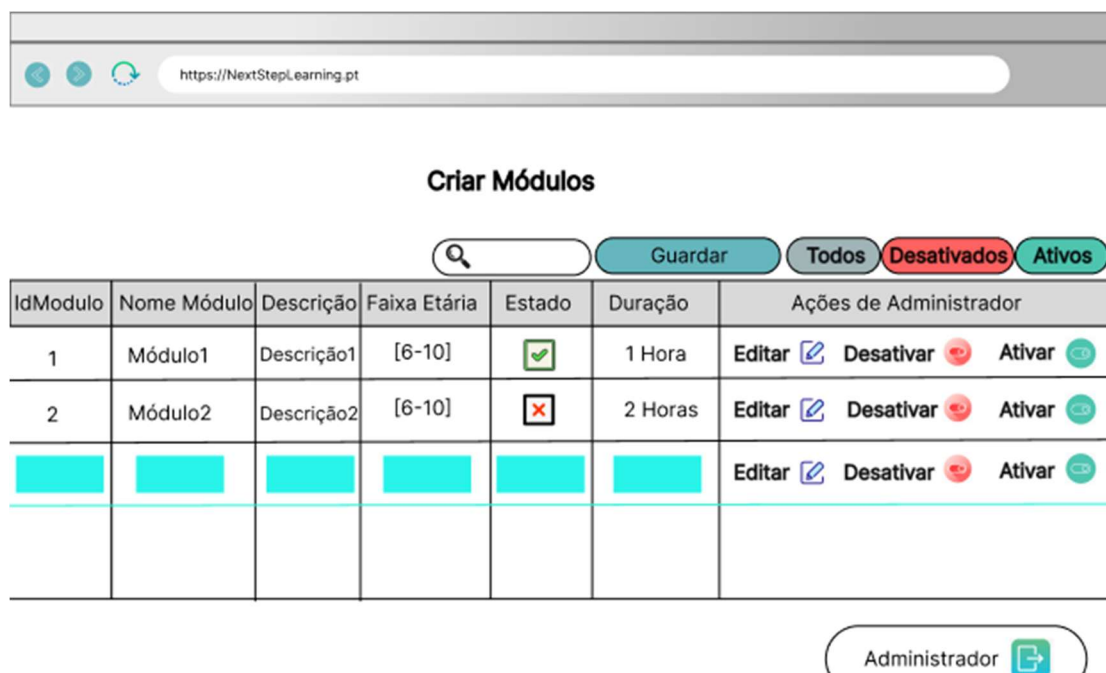 https://NextStepLearning.pt
Criar Módulos
Guardar Todos Desativados Ativos
IdModulo Nome Módulo Descrição Faixa Etária Estado Duração Ações de Administrador
1 Módulo1 Descrição1 [6-10] 1 Hora Editar Desativar Ativar
2 Módulo2 Descrição2 [6-10] 2 Horas Editar Desativar Ativar
Editar Desativar Ativar
Administrador